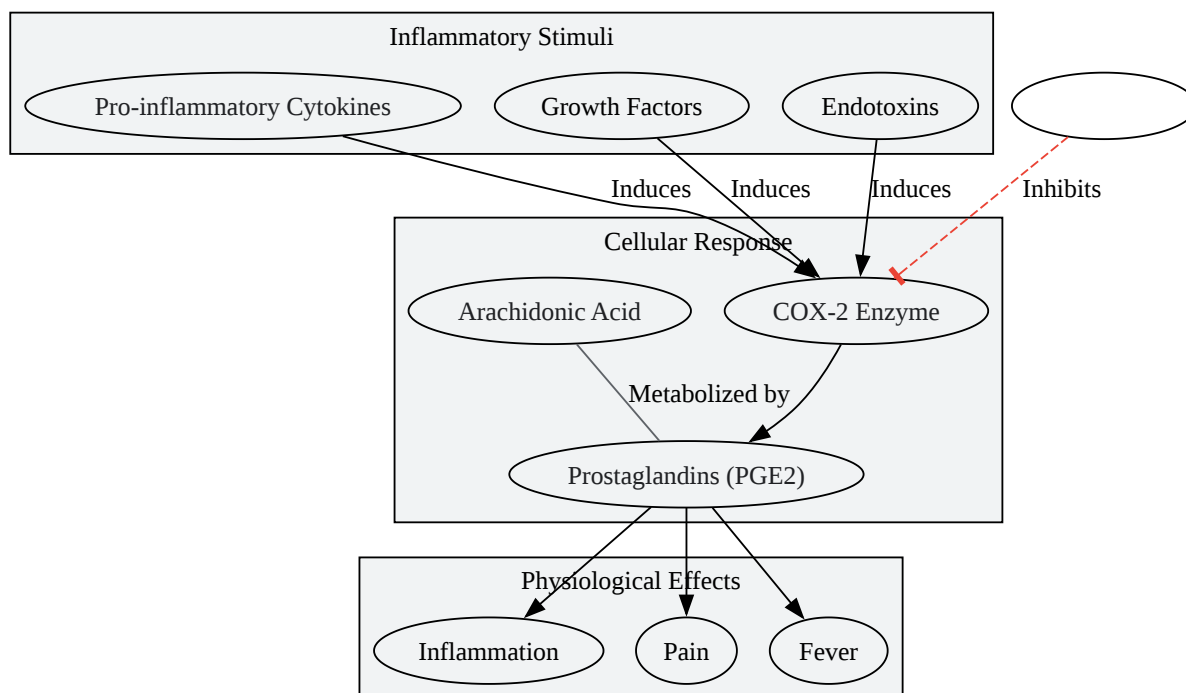 Inflammatory Stimuli
Pro-inflammatory Cytokines
Growth Factors
Endotoxins
Induces
Induces
Induces
Inhibits
Cellular Response
Arachidonic Acid
COX-2 Enzyme
Metabolized by
Prostaglandins (PGE2)
Physiological Effects
Inflammation
Pain
Fever